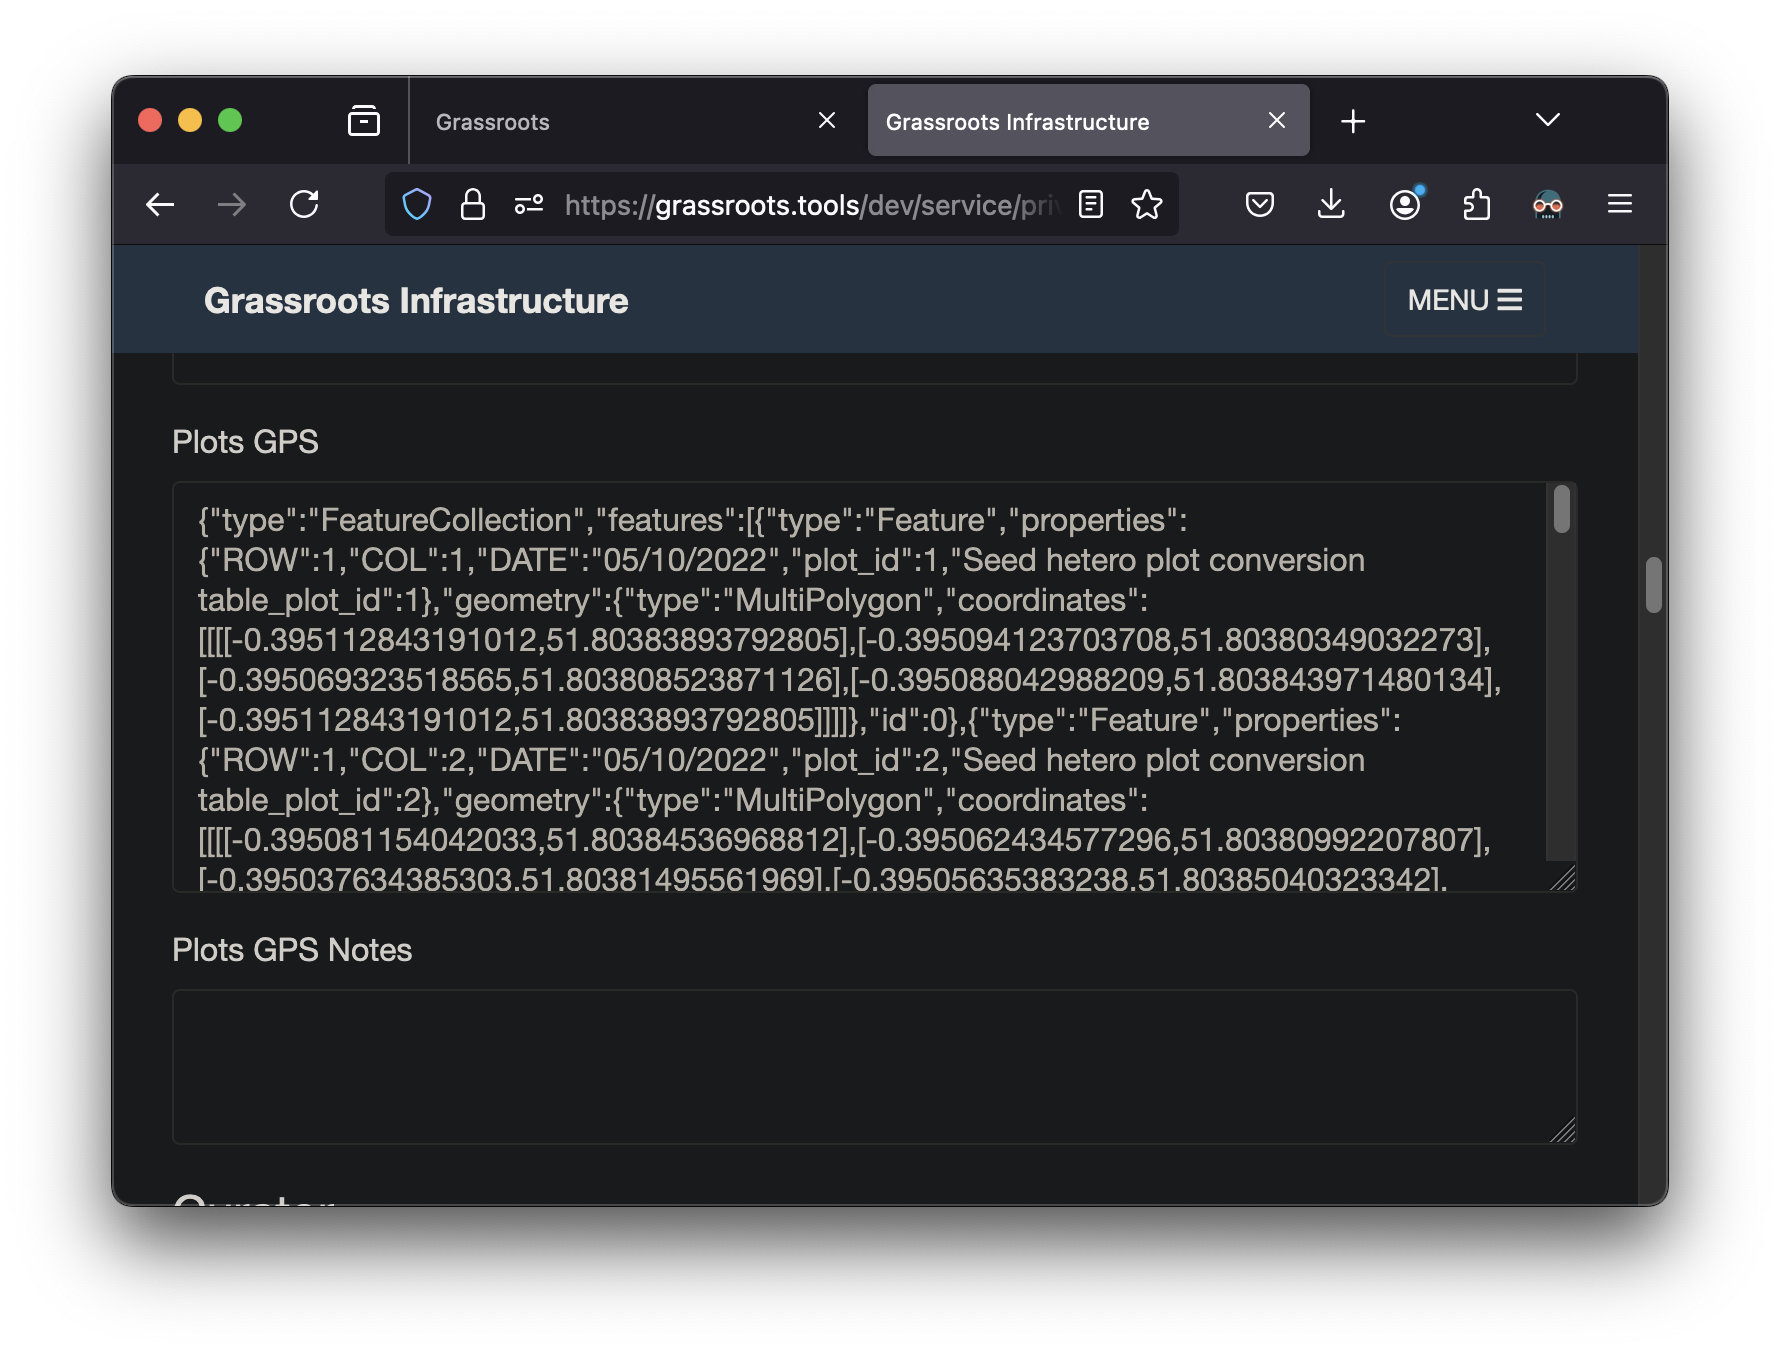 Grassroots
Grassroots Infrastructure
https://grassroots.tools/dev/service/priv
Grassroots Infrastructure
MENU
Plots GPS
{"type":"FeatureCollection","features":[{"type":"Feature","properties":
{"ROW":1,"COL":1,"DATE":"05/10/2022","plot_id":1,"Seed hetero plot conversion
table_plot_id":1},"geometry":{"type":"MultiPolygon","coordinates":
[[[[-0.395112843191012,51.80383893792805],[-0.395094123703708,51.80380349032273],
[-0.395069323518565,51.803808523871126],[-0.395088042988209,51.803843971480134],
[-0.395112843191012,51.80383893792805]]]]},"id":0},{"type":"Feature","properties":
{"ROW":1,"COL":2,"DATE":"05/10/2022","plot_id":2,"Seed hetero plot conversion
table_plot_id":2},"geometry":{"type":"MultiPolygon","coordinates":
[[[[-0.395081154042033,51.80384536968812],[-0.395062434577296,51.80380992207807],
[-0.395037634385303,51.80381495561969],[-0.39505635383238,51.80385040323342],
Plots GPS Notes
Curator